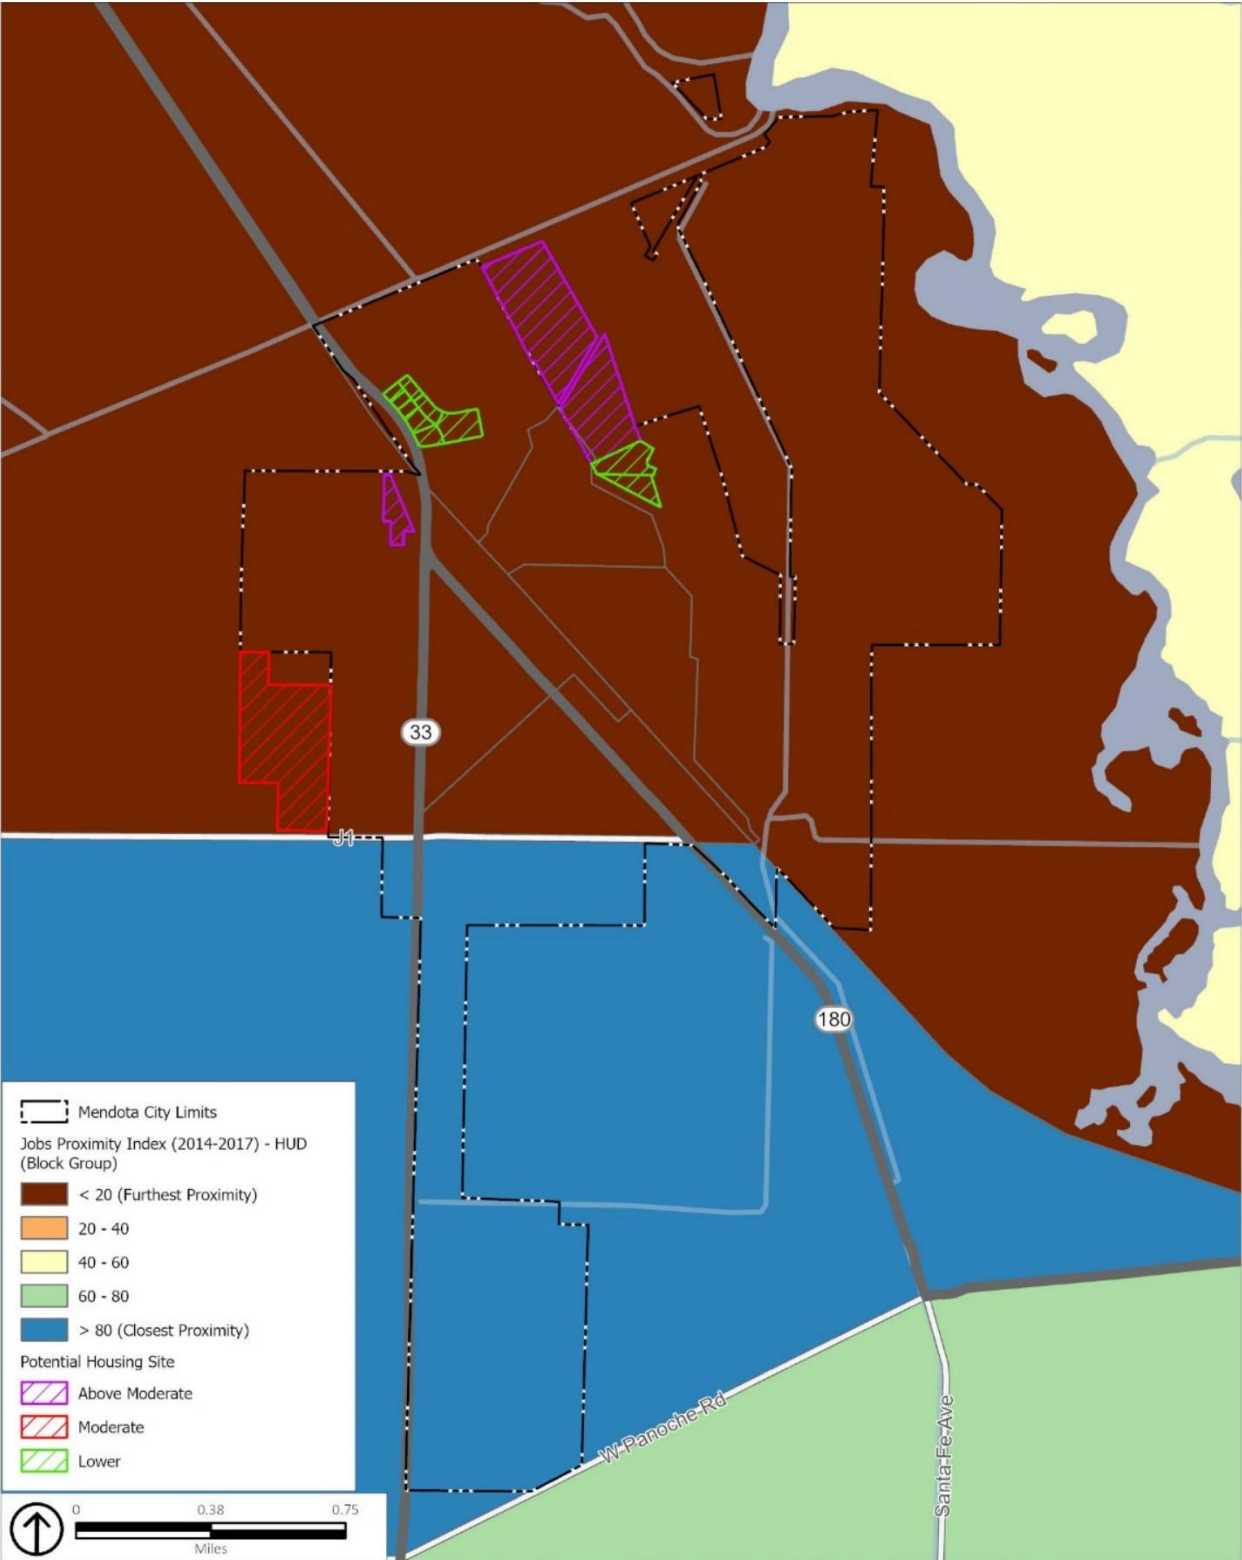 33
J1
180
Mendota City Limits
Jobs Proximity Index (2014-2017) - HUD
(Block Group)
< 20 (Furthest Proximity)
20 - 40
40 - 60
60 - 80
> 80 (Closest Proximity)
Potential Housing Site
Above Moderate
Moderate
Lower
W Panoche Rd
Santa Fe Ave
0 0.38 0.75
Miles